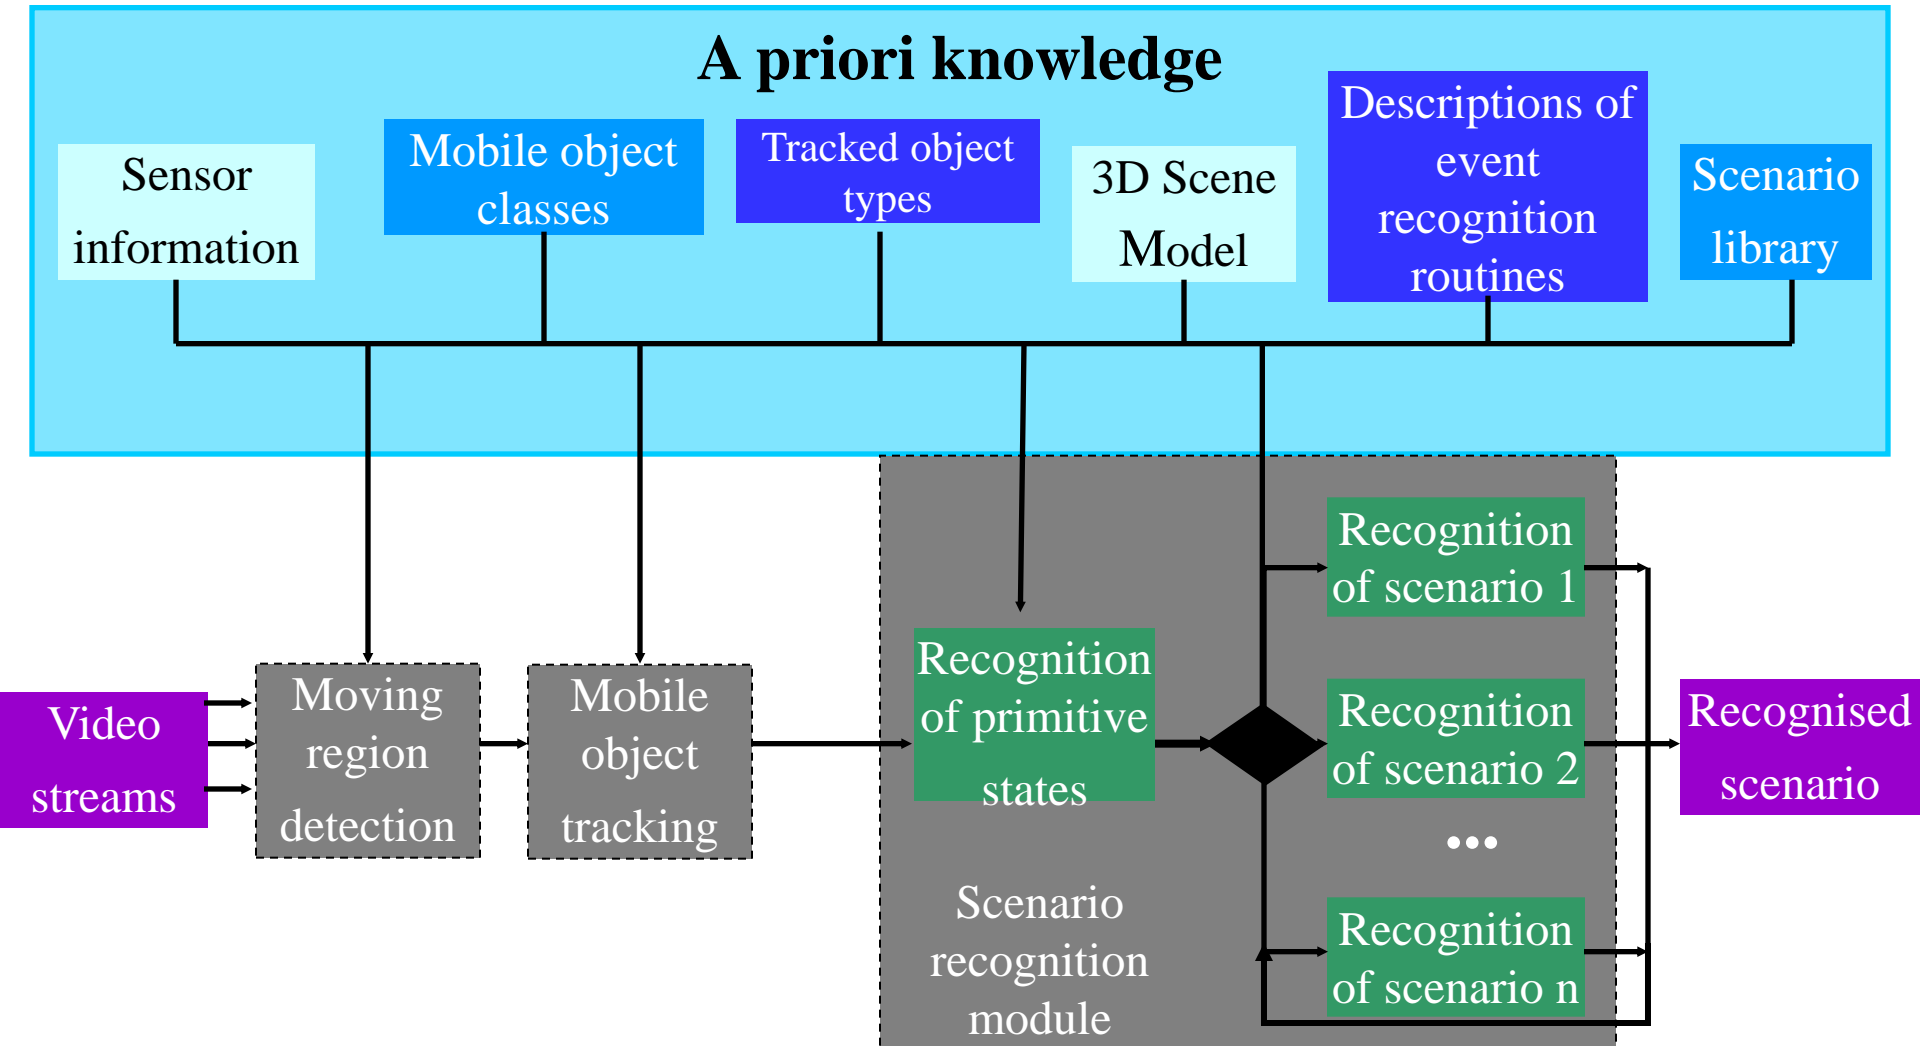 A priori knowledge
Sensor
information
Mobile object
classes
Tracked object
types
3D Scene
Model
Descriptions of
event
recognition
routines
Scenario
library
Video
streams
Moving
region
detection
Mobile
object
tracking
Recognition
of primitive
states
Scenario
recognition
module
Recognition
of scenario 1
Recognition
of scenario 2
...
Recognition
of scenario n
Recognised
scenario